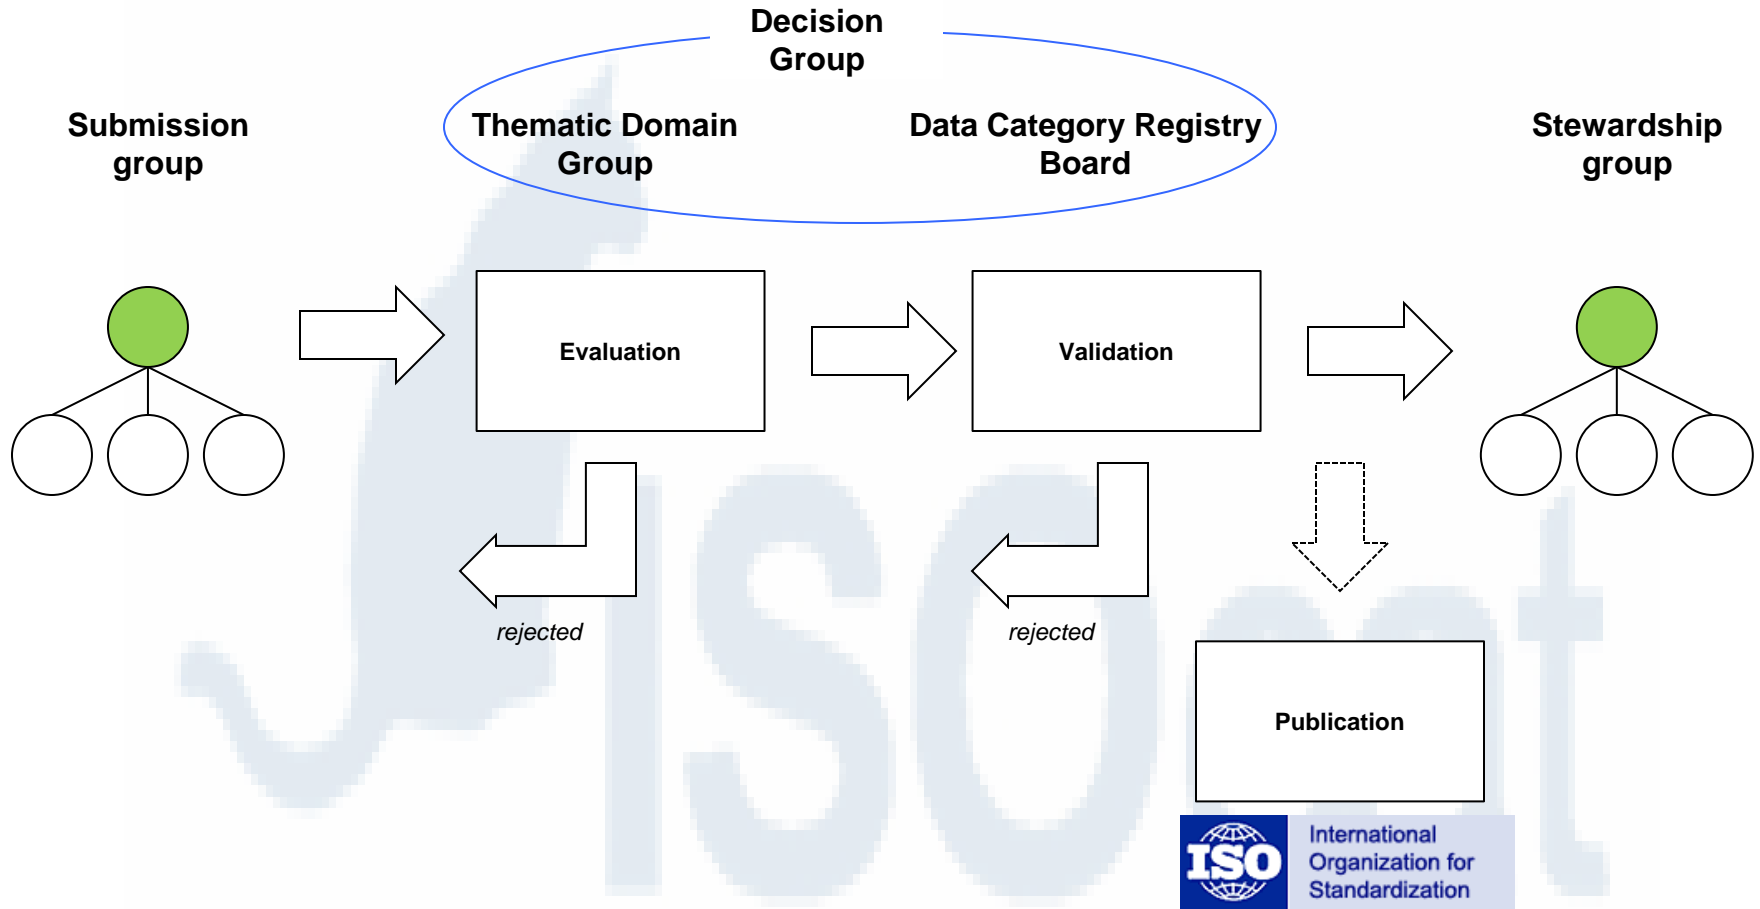 Decision
Group
Submission
group
Thematic Domain
Group
Data Category Registry
Board
Stewardship
group
Evaluation
Validation
rejected
rejected
Publication
ISOcat
ISO
International
Organization for
Standardization